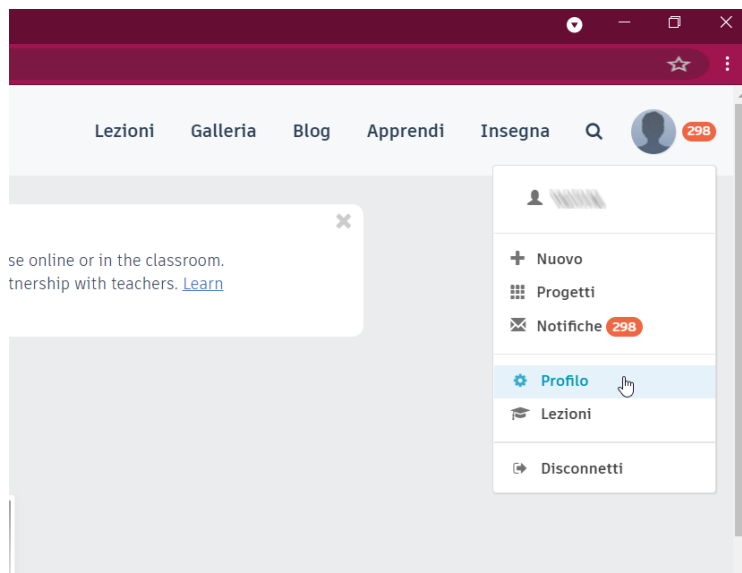 Lezioni Galleria Blog Apprendi Insegna 298
se online or in the classroom.
tnership with teachers. Learn
Nuovo
Progetti
Notifiche 298
Profilo
Lezioni
Disconnetti